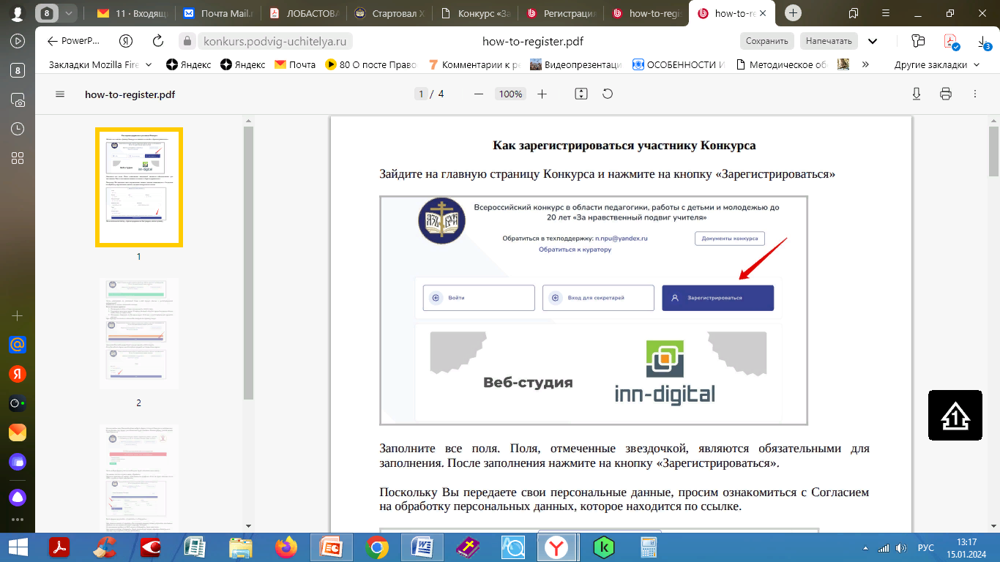 8
11 · Входящ
Почта Mail.r
ЛОБАСТОВА
Стартовал X
Конкурс «За
Регистрация
how-to-regis
how-to-re
PowerP...
konkurs.podvig-uchitelya.ru
how-to-register.pdf
Сохранить
Напечатать
3
8
Закладки Mozilla Fire
Яндекс
Яндекс
Почта
80 О посте Право
Комментарии к ре
Видеопрезентаци
ОСОБЕННОСТИ И
Методическое об
»
Другие закладки
how-to-register.pdf
1 / 4
100%
1
2
Как зарегистрироваться участнику Конкурса
Зайдите на главную страницу Конкурса и нажмите на кнопку «Зарегистрироваться»
Всероссийский конкурс в области педагогики, работы с детьми и молодежью до
20 лет «За нравственный подвиг учителя»
Обратиться в техподдержку: n.npu@yandex.ru
Документы конкурса
Обратиться к куратору
Войти
Вход для секретарей
Зарегистрироваться
Веб-студия
inn-digital
Заполните все поля. Поля, отмеченные звездочкой, являются обязательными для
заполнения. После заполнения нажмите на кнопку «Зарегистрироваться».
Поскольку Вы передаете свои персональные данные, просим ознакомиться с Согласием
на обработку персональных данных, которое находится по ссылке.
1
РУС
13:17
15.01.2024